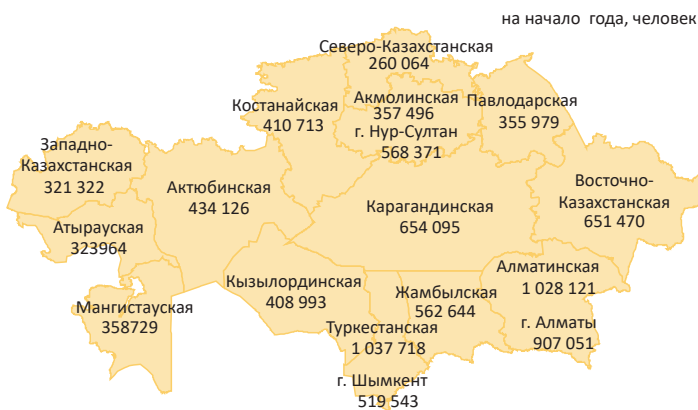 на начало года, человек
Северо-Казахстанская
260 064
Костанайская
410 713
Акмолинская
357 496
г. Нур-Султан
568 371
Павлодарская
355 979
Западно-
Казахстанская
321 322
Актюбинская
434 126
Карагандинская
654 095
Восточно-
Казахстанская
651 470
Атырауская
323964
Мангистауская
358729
Кызылординская
408 993
Жамбылская
562 644
Алматинская
1 028 121
г. Алматы
907 051
Туркестанская
1 037 718
г. Шымкент
519 543